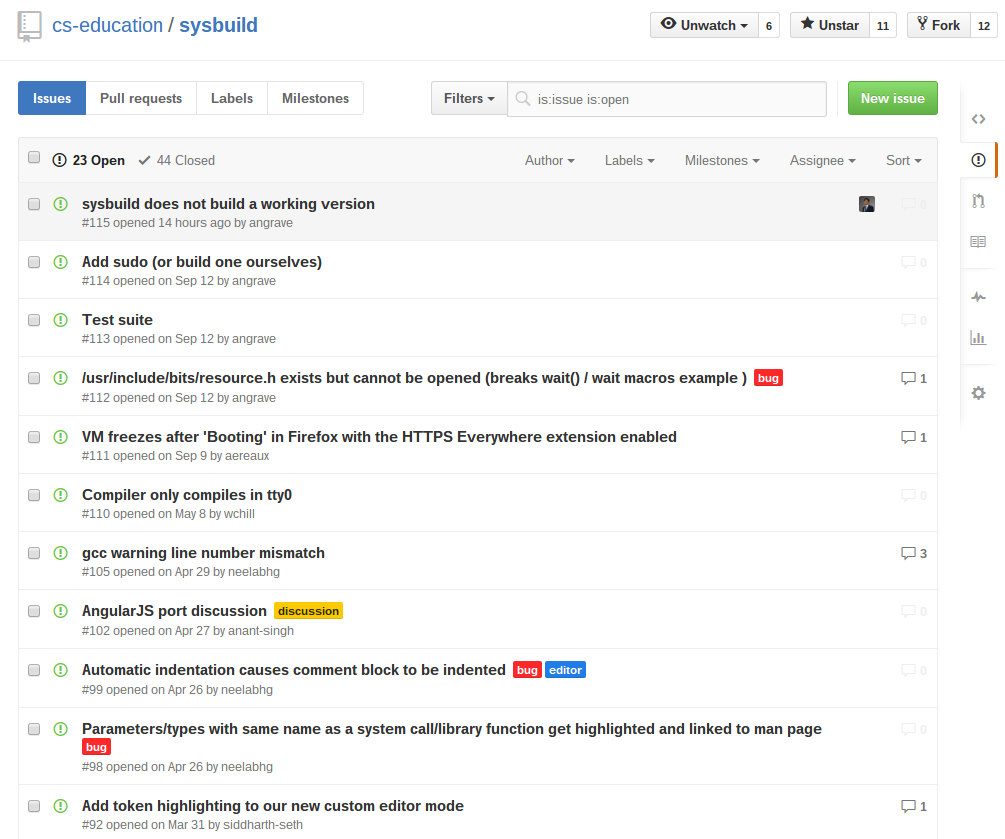 cs-education / sysbuild
Unwatch 6 Unstar 11 Fork 12
Issues Pull requests Labels Milestones Filters is:issue is:open New issue
23 Open 44 Closed Author Labels Milestones Assignee Sort
sysbuild does not build a working version 0
#115 opened 14 hours ago by angrave
Add sudo (or build one ourselves) 0
#114 opened on Sep 12 by angrave
Test suite 0
#113 opened on Sep 12 by angrave
/usr/include/bits/resource.h exists but cannot be opened (breaks wait() / wait macros example ) bug 1
#112 opened on Sep 12 by angrave
VM freezes after 'Booting' in Firefox with the HTTPS Everywhere extension enabled 1
#111 opened on Sep 9 by aereaux
Compiler only compiles in tty0 0
#110 opened on May 8 by wchill
gcc warning line number mismatch 3
#105 opened on Apr 29 by neelabhg
AngularJS port discussion discussion 0
#102 opened on Apr 27 by anant-singh
Automatic indentation causes comment block to be indented bug editor 0
#99 opened on Apr 26 by neelabhg
Parameters/types with same name as a system call/library function get highlighted and linked to man page 0
bug
#98 opened on Apr 26 by neelabhg
Add token highlighting to our new custom editor mode 1
#92 opened on Mar 31 by siddharth-seth